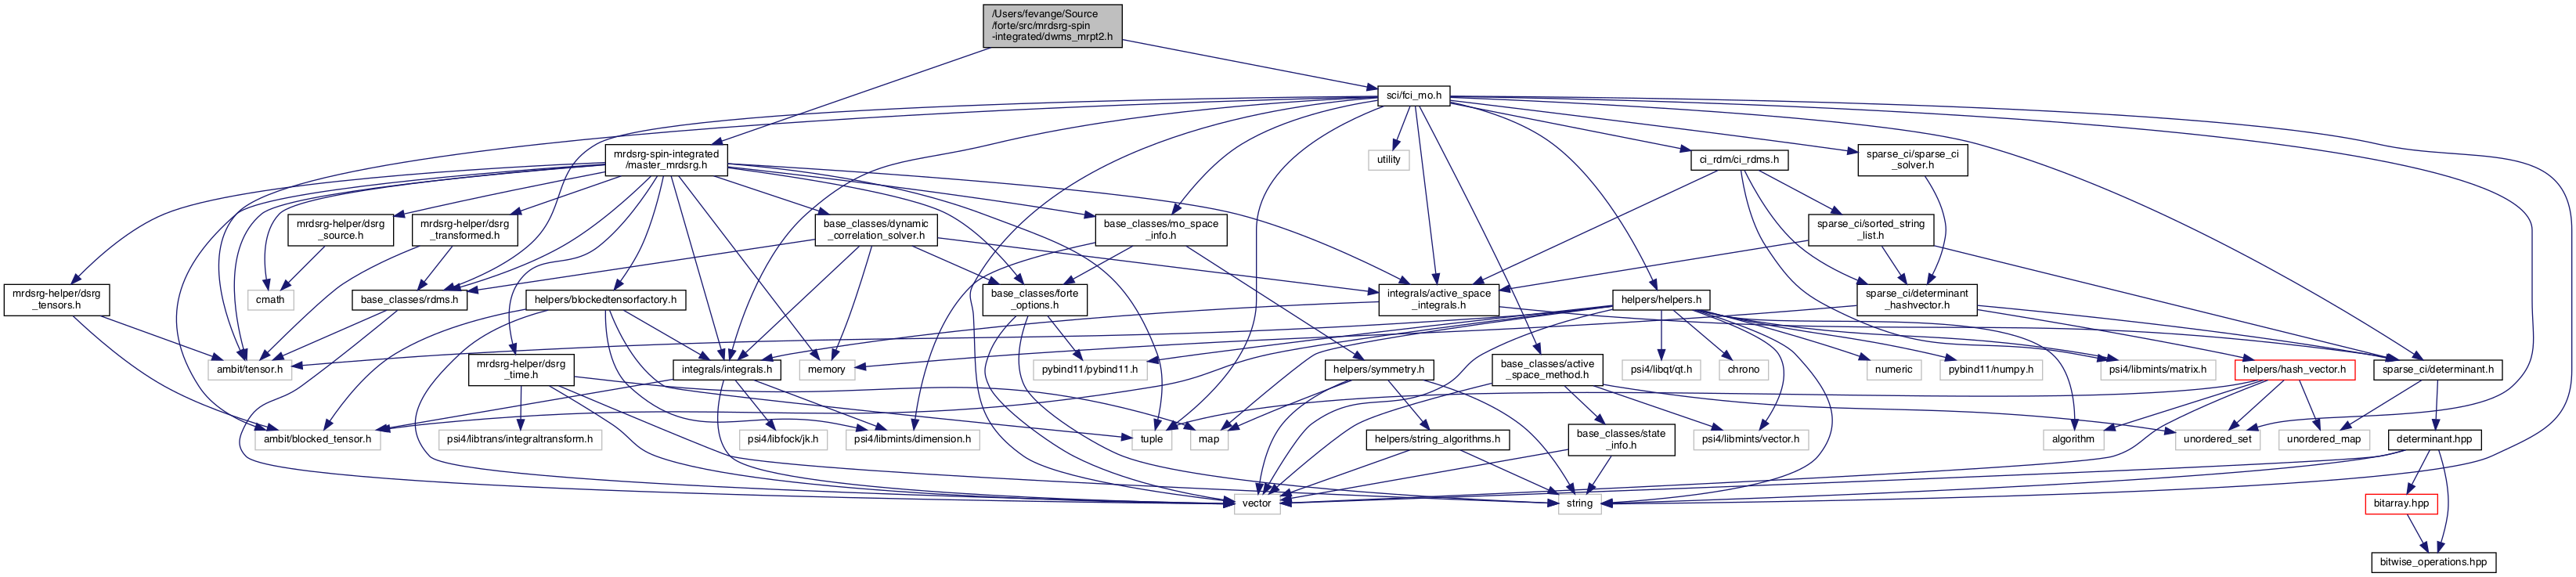 /Users/fevange/Source
/forte/src/mrdsrg-spin
-integrated/dwms_mrpt2.h
sci/fci_mo.h
mrdsrg-spin-integrated
/master_mrdsrg.h
utility
ci_rdm/ci_rdms.h
sparse_ci/sparse_ci
_solver.h
mrdsrg-helper/dsrg
_source.h
mrdsrg-helper/dsrg
_transformed.h
base_classes/dynamic
_correlation_solver.h
base_classes/mo_space
_info.h
sparse_ci/sorted_string
_list.h
mrdsrg-helper/dsrg
_tensors.h
cmath
base_classes/rdms.h
helpers/blockedtensorfactory.h
base_classes/forte
_options.h
integrals/active_space
_integrals.h
helpers/helpers.h
sparse_ci/determinant
_hashvector.h
ambit/tensor.h
mrdsrg-helper/dsrg
_time.h
integrals/integrals.h
memory
pybind11/pybind11.h
helpers/symmetry.h
base_classes/active
_space_method.h
psi4/libqt/qt.h
chrono
numeric
pybind11/numpy.h
psi4/libmints/matrix.h
helpers/hash_vector.h
sparse_ci/determinant.h
ambit/blocked_tensor.h
psi4/libtrans/integraltransform.h
psi4/libfock/jk.h
psi4/libmints/dimension.h
tuple
map
helpers/string_algorithms.h
base_classes/state
_info.h
psi4/libmints/vector.h
algorithm
unordered_set
unordered_map
determinant.hpp
vector
string
bitarray.hpp
bitwise_operations.hpp